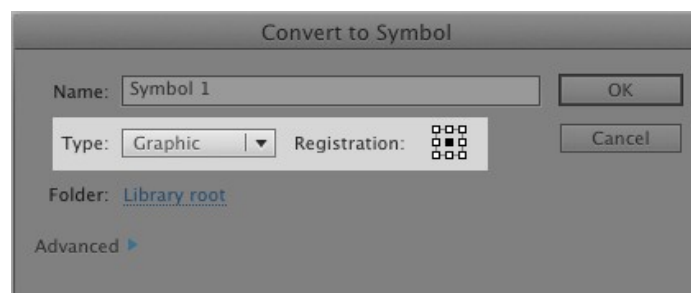 Convert to Symbol
Name: Symbol 1 OK
Type: Graphic Registration: Cancel
Folder: Library root
Advanced